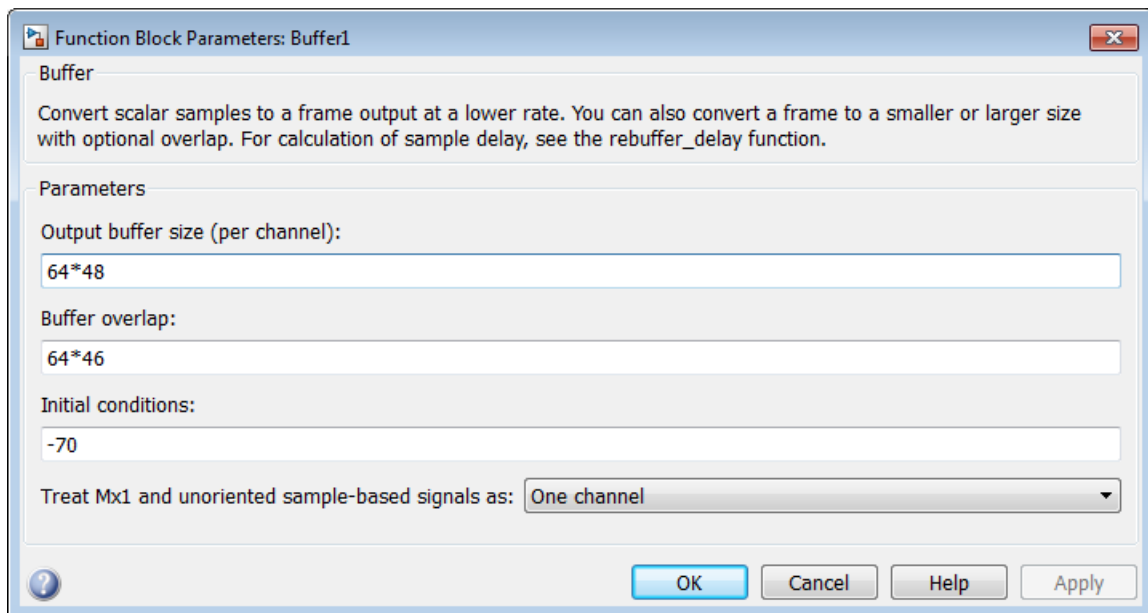 Function Block Parameters: Buffer1
Buffer
Convert scalar samples to a frame output at a lower rate. You can also convert a frame to a smaller or larger size
with optional overlap. For calculation of sample delay, see the rebuffer_delay function.
Parameters
Output buffer size (per channel):
64*48
Buffer overlap:
64*46
Initial conditions:
-70
Treat Mx1 and unoriented sample-based signals as: One channel
OK Cancel Help Apply